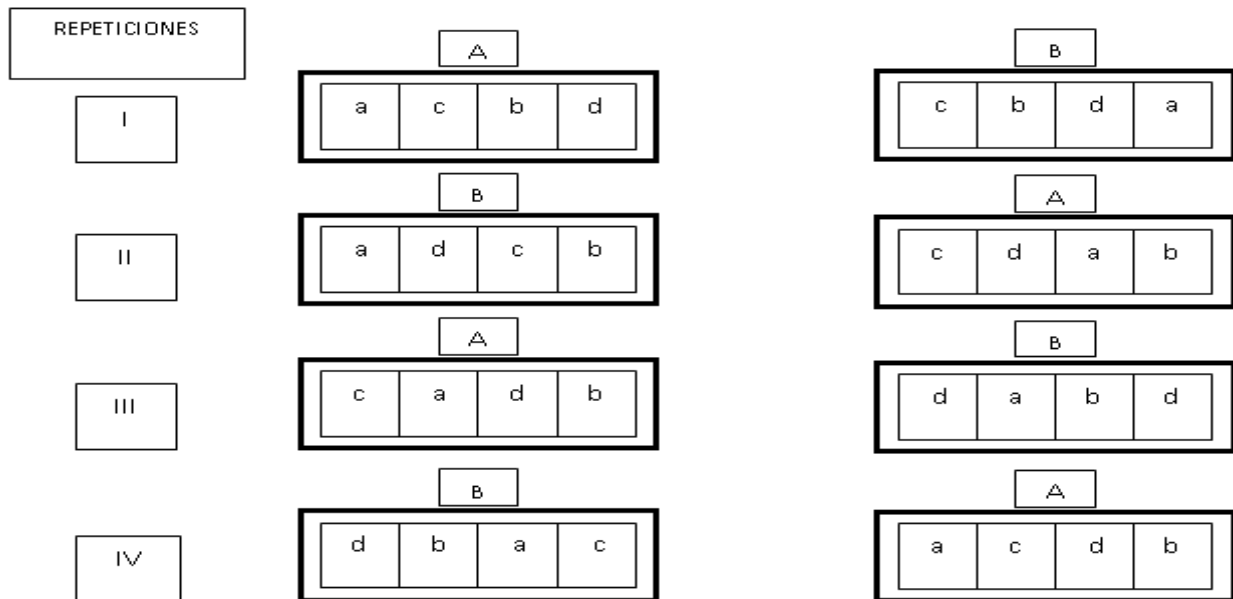 REPETICIONES
A
B
I
a c b d
c b d a
B
A
II
a d c b
c d a b
A
B
III
c a d b
d a b d
B
A
IV
d b a c
a c d b